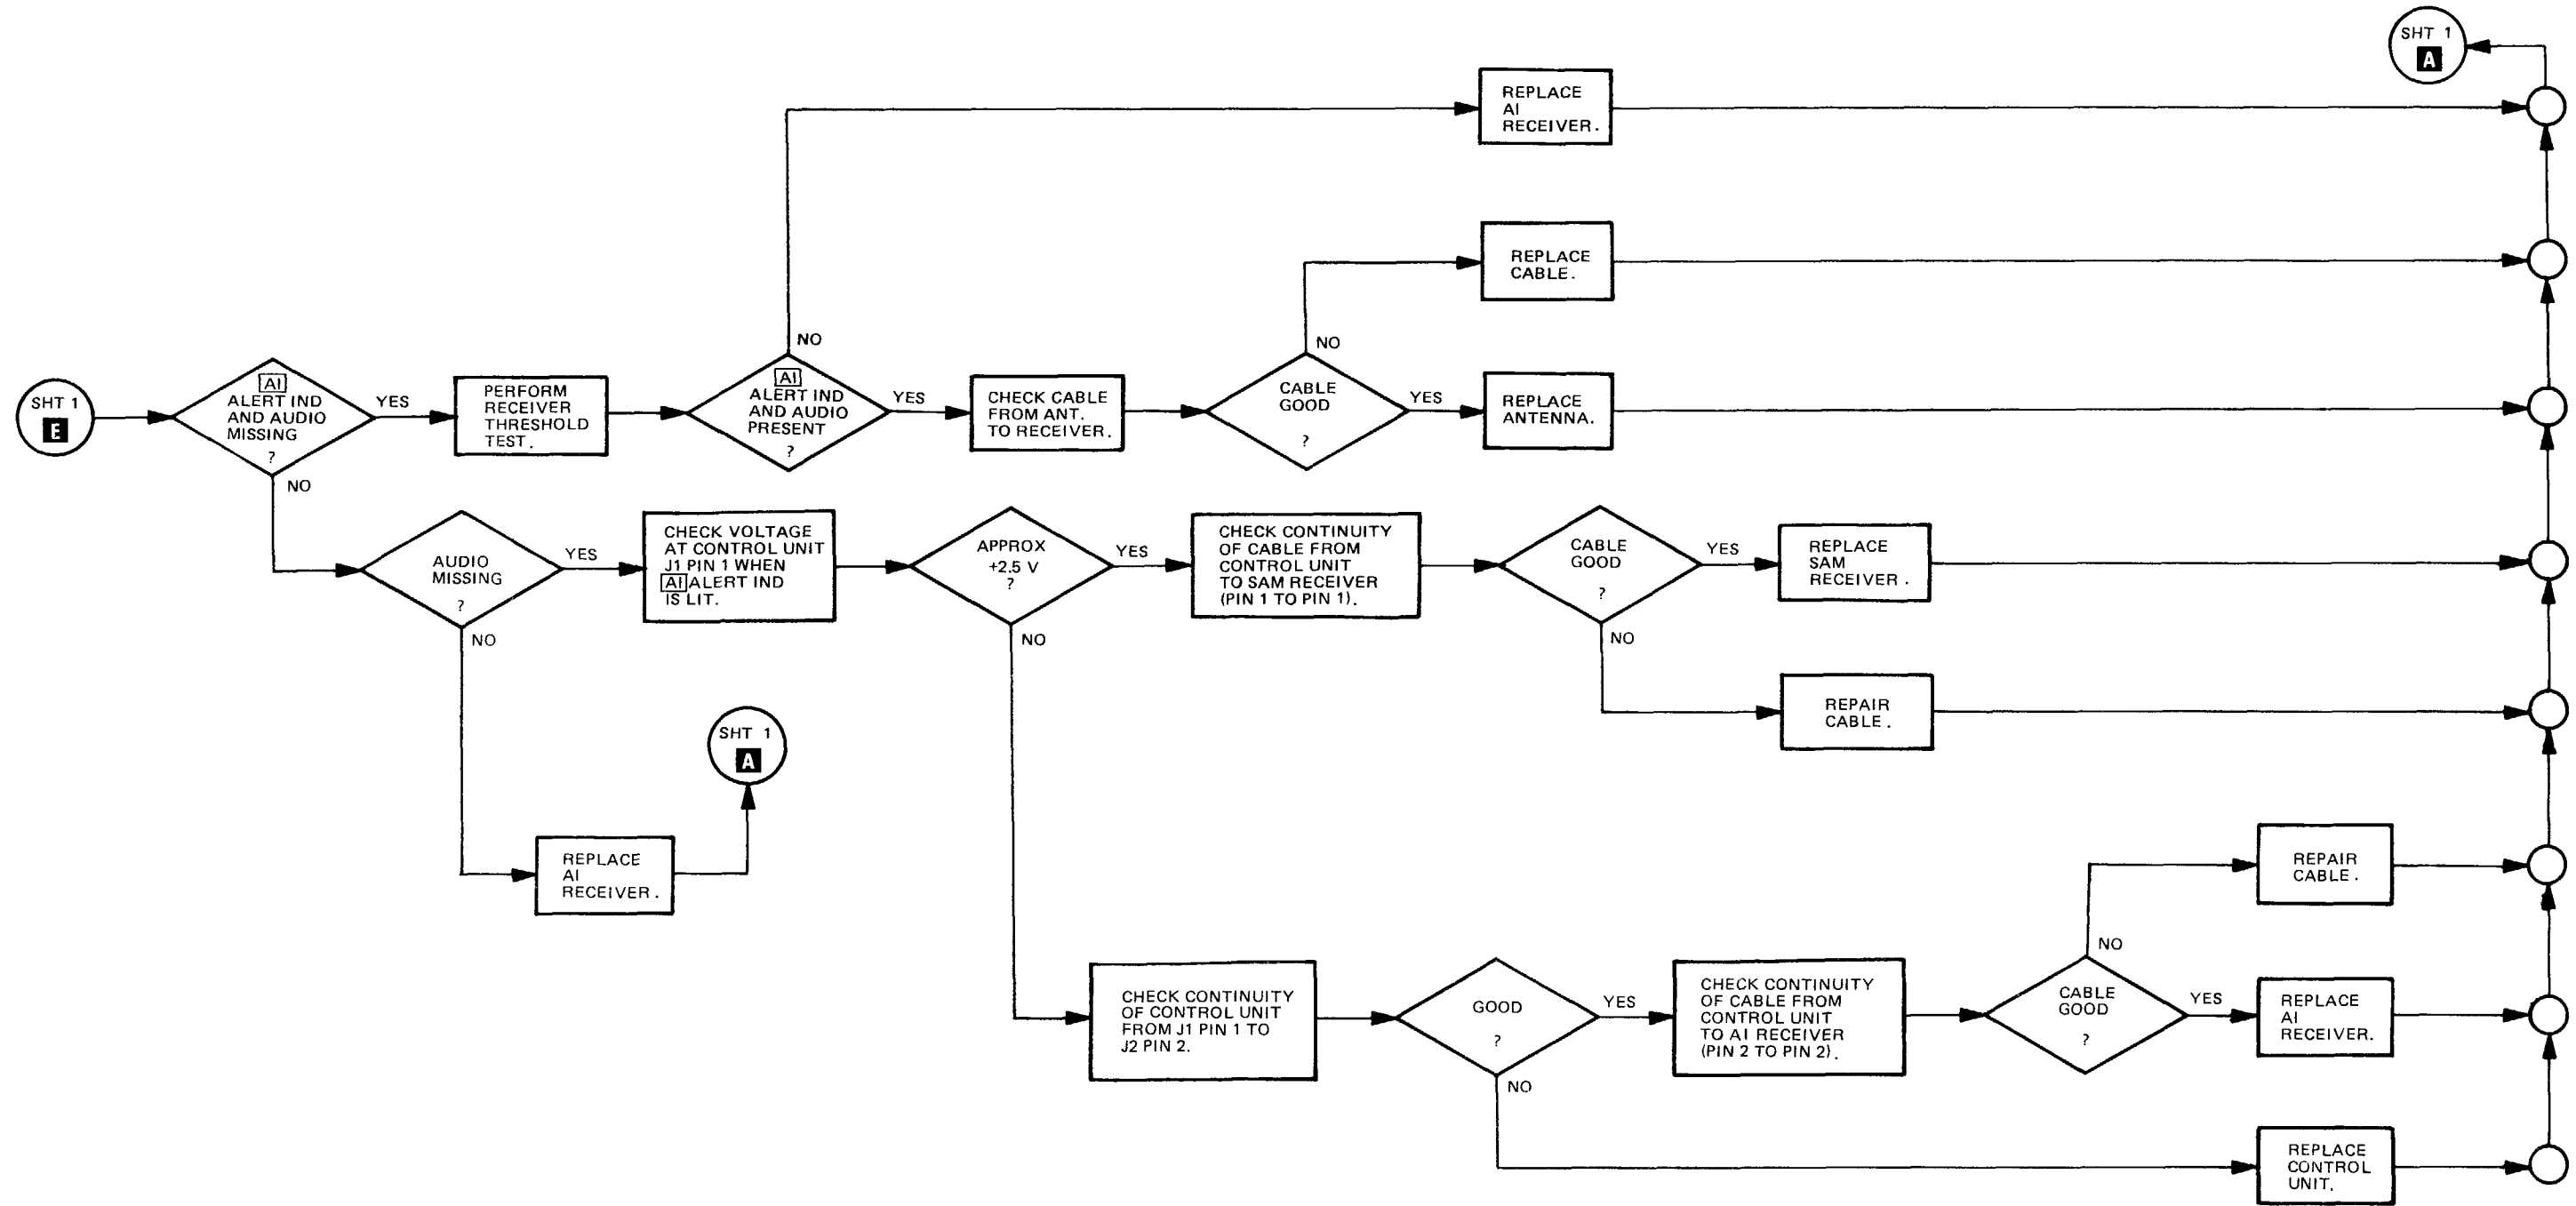 SHT 1
A
REPLACE
AI
RECEIVER.
REPLACE
CABLE.
NO
NO
SHT 1
E
AI
ALERT IND
AND AUDIO
MISSING
?
YES
PERFORM
RECEIVER
THRESHOLD
TEST.
AI
ALERT IND
AND AUDIO
PRESENT
?
YES
CHECK CABLE
FROM ANT.
TO RECEIVER.
CABLE
GOOD
?
YES
REPLACE
ANTENNA.
NO
AUDIO
MISSING
?
YES
CHECK VOLTAGE
AT CONTROL UNIT
J1 PIN 1 WHEN
AI ALERT IND
IS LIT.
APPROX
+2.5 V
?
YES
CHECK CONTINUITY
OF CABLE FROM
CONTROL UNIT
TO SAM RECEIVER
(PIN 1 TO PIN 1).
CABLE
GOOD
?
YES
REPLACE
SAM
RECEIVER.
NO
NO
NO
REPAIR
CABLE.
SHT 1
A
REPLACE
AI
RECEIVER.
REPAIR
CABLE.
NO
CHECK CONTINUITY
OF CONTROL UNIT
FROM J1 PIN 1 TO
J2 PIN 2.
GOOD
?
YES
CHECK CONTINUITY
OF CABLE FROM
CONTROL UNIT
TO AI RECEIVER
(PIN 2 TO PIN 2).
CABLE
GOOD
?
YES
REPLACE
AI
RECEIVER.
NO
REPLACE
CONTROL
UNIT.